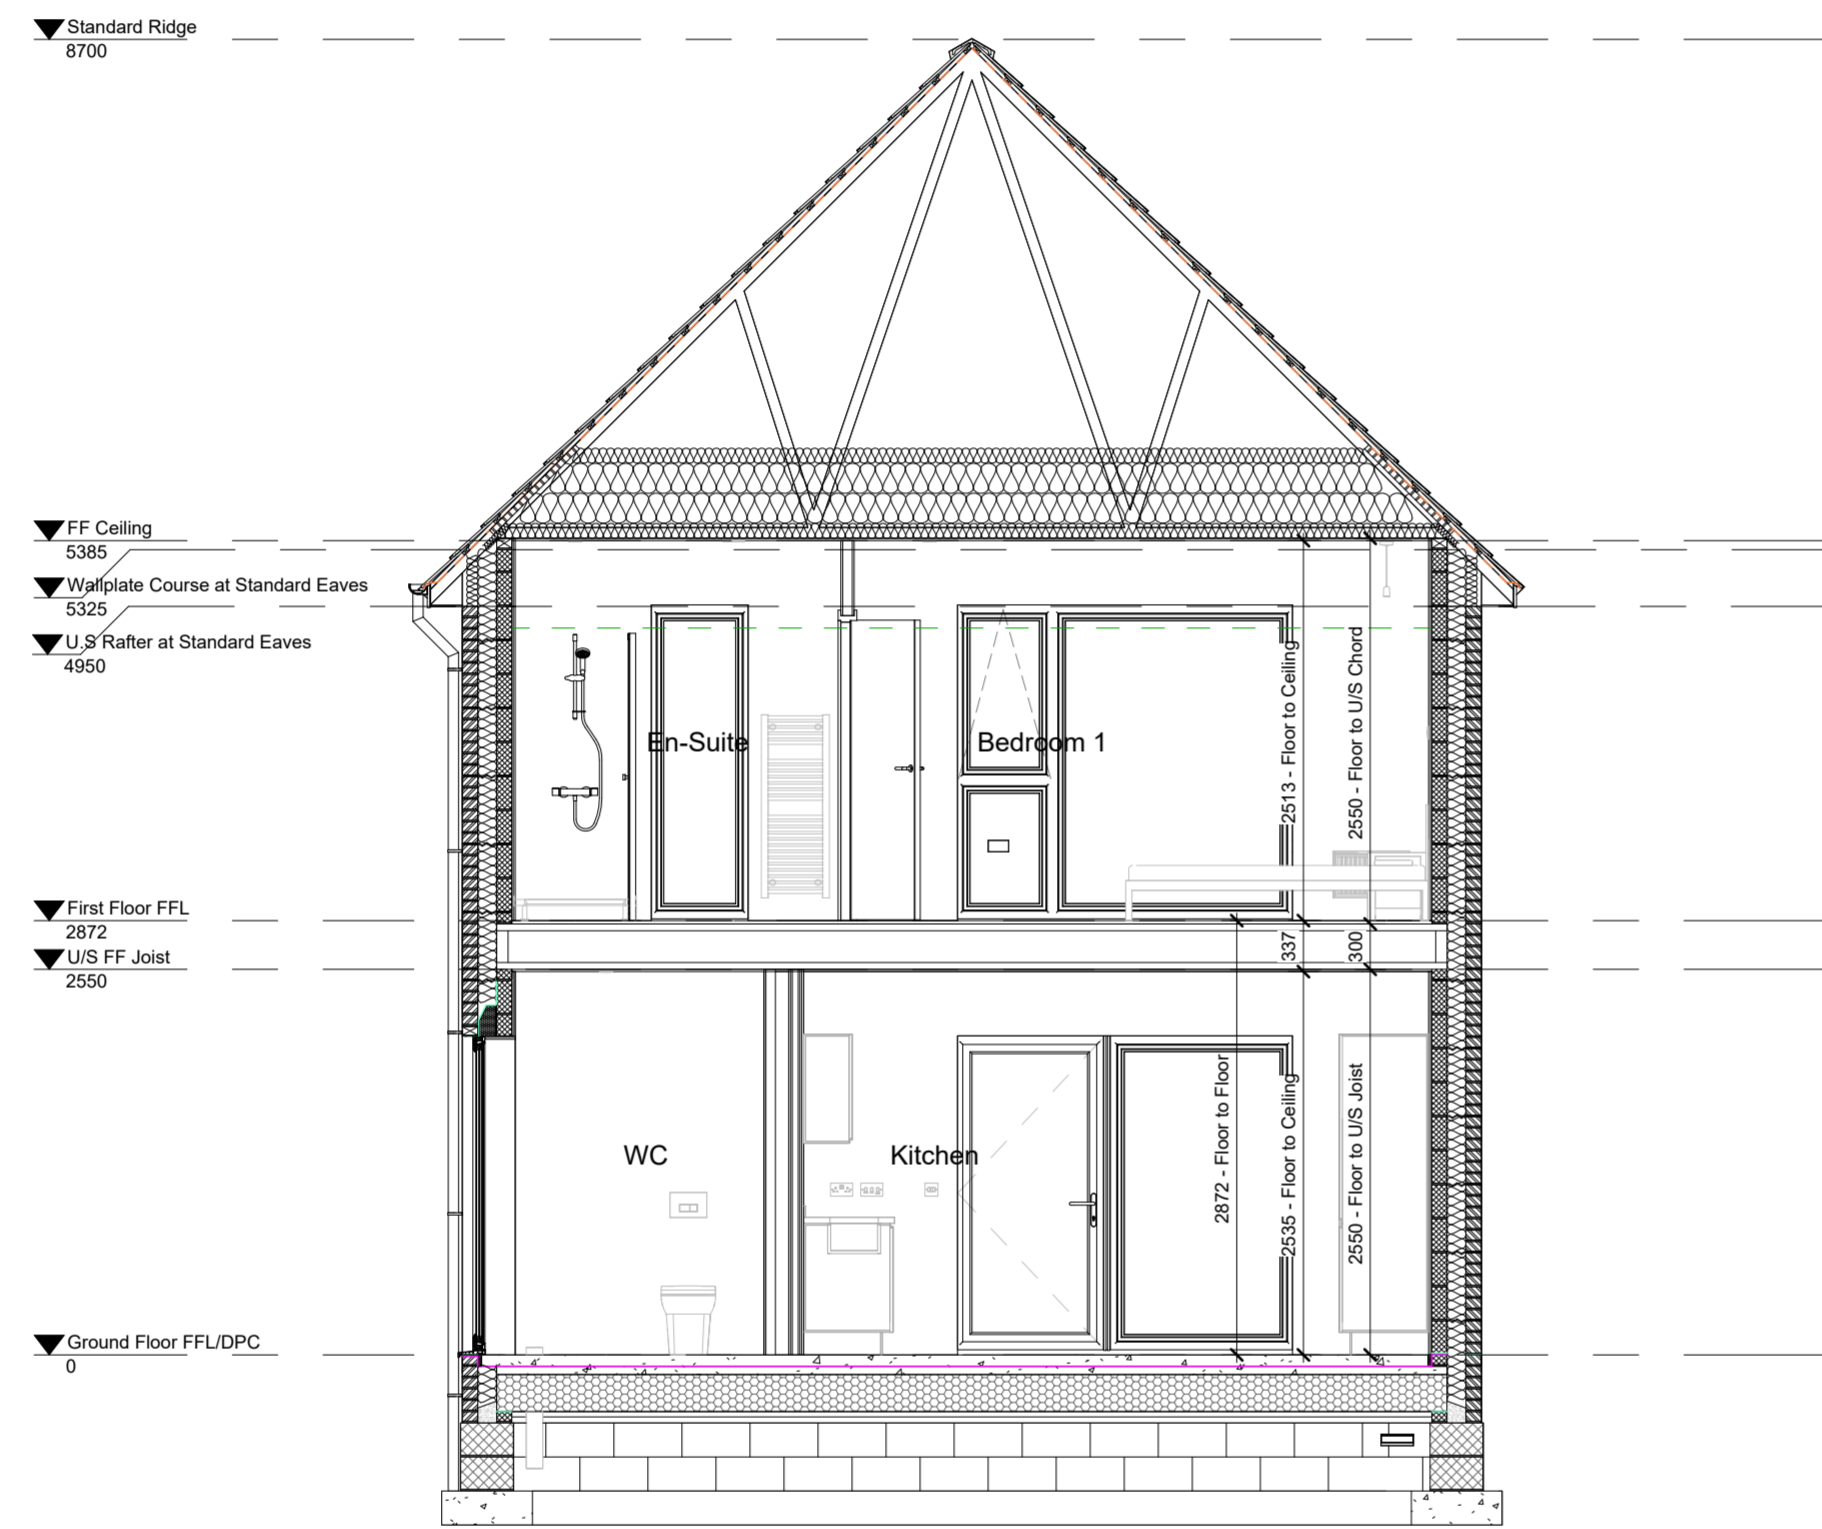 Standard Ridge
8700
FF Ceiling
5385
Wallplate Course at Standard Eaves
5325
U.S Rafter at Standard Eaves
4950
En-Suite
Bedroom 1
2513 - Floor to Ceiling
2550 - Floor to U/S Chord
First Floor FFL
2872
U/S FF Joist
2550
337
300
WC
Kitchen
2872 - Floor to Floor
2535 - Floor to Ceiling
2550 - Floor to U/S Joist
Ground Floor FFL/DPC
0